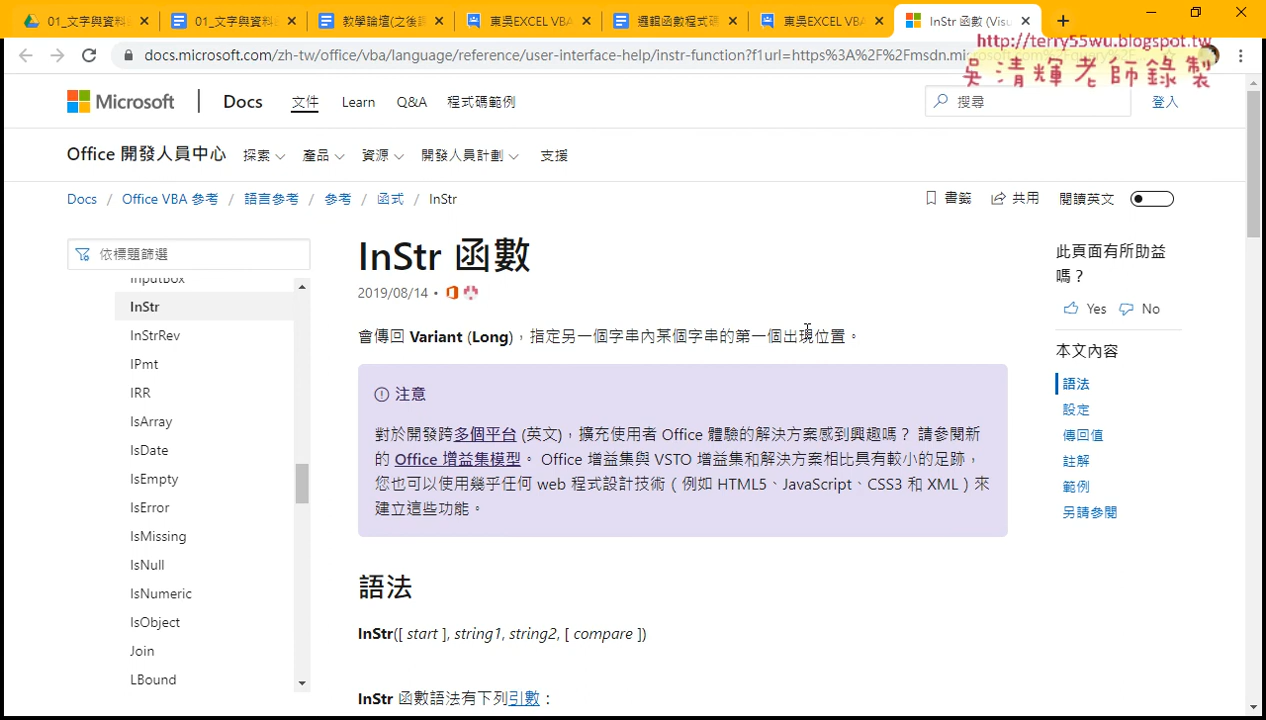 01_文字與資料
01_文字與資料
教學論壇(之後
東吳EXCEL VBA
邏輯函數程式碼
東吳EXCEL VBA
InStr 函數 (Visu
docs.microsoft.com/zh-tw/office/vba/language/reference/user-interface-help/instr-function?f1url=https%3A%2F%2Fmsdn.mi
http://terry55wu.blogspot.tw
吳清輝老師錄製
Microsoft
Docs
文件
Learn
Q&A
程式碼範例
搜尋
登入
Office 開發人員中心
探索
產品
資源
開發人員計劃
支援
Docs / Office VBA 參考 / 語言參考 / 參考 / 函式 / InStr
書籤
共用
閱讀英文
依標題篩選
InputBox
InStr
InStrRev
IPmt
IRR
IsArray
IsDate
IsEmpty
IsError
IsMissing
IsNull
IsNumeric
IsObject
Join
LBound
InStr 函數
2019/08/14 •
會傳回 Variant (Long)，指定另一個字串內某個字串的第一個出現位置。
注意
對於開發跨多個平台 (英文)，擴充使用者 Office 體驗的解決方案感到興趣嗎？ 請參閱新
的 Office 增益集模型。 Office 增益集與 VSTO 增益集和解決方案相比具有較小的足跡，
您也可以使用幾乎任何 web 程式設計技術（例如 HTML5、JavaScript、CSS3 和 XML）來
建立這些功能。
語法
InStr([ start ], string1, string2, [ compare ])
InStr 函數語法有下列引數：
此頁面有所助益
嗎？
Yes
No
本文內容
語法
設定
傳回值
註解
範例
另請參閱